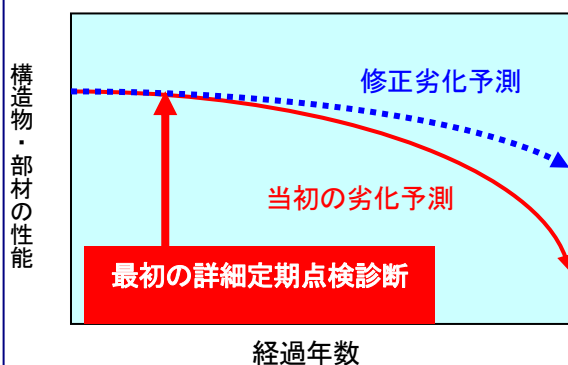 構造物・部材の性能
修正劣化予測
当初の劣化予測
最初の詳細定期点検診断
経過年数